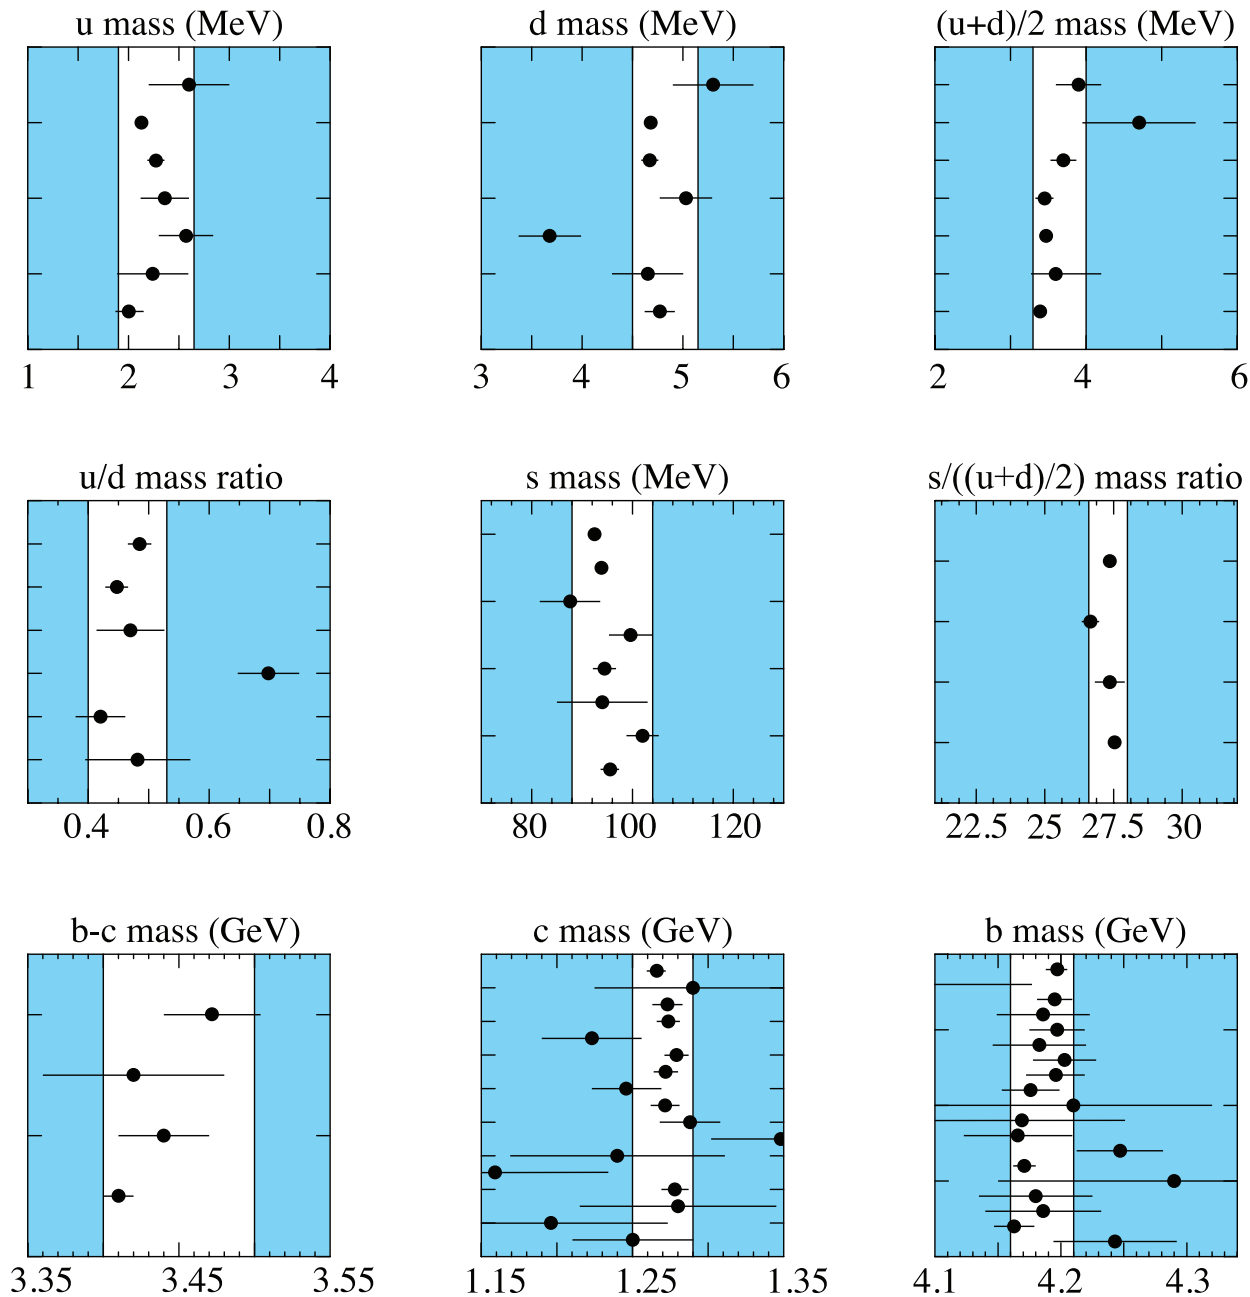 u mass (MeV) d mass (MeV) (u+d)/2 mass (MeV)
1 2 3 4 3 4 5 6 2 4 6
u/d mass ratio s mass (MeV) s/((u+d)/2) mass ratio
0.4 0.6 0.8 80 100 120 22.5 25 27.5 30
b-c mass (GeV) c mass (GeV) b mass (GeV)
3.35 3.45 3.55 1.15 1.25 1.35 4.1 4.2 4.3